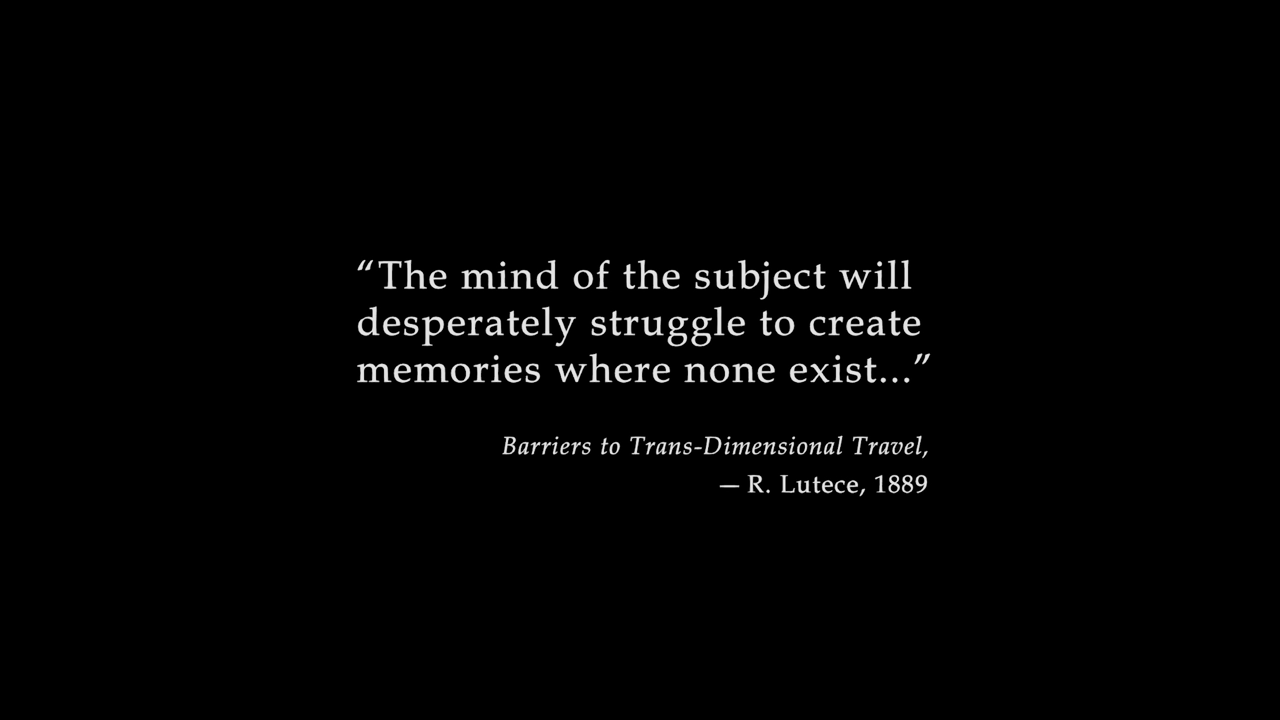 “The mind of the subject will
desperately struggle to create
memories where none exist...”
Barriers to Trans-Dimensional Travel,
— R. Lutece, 1889